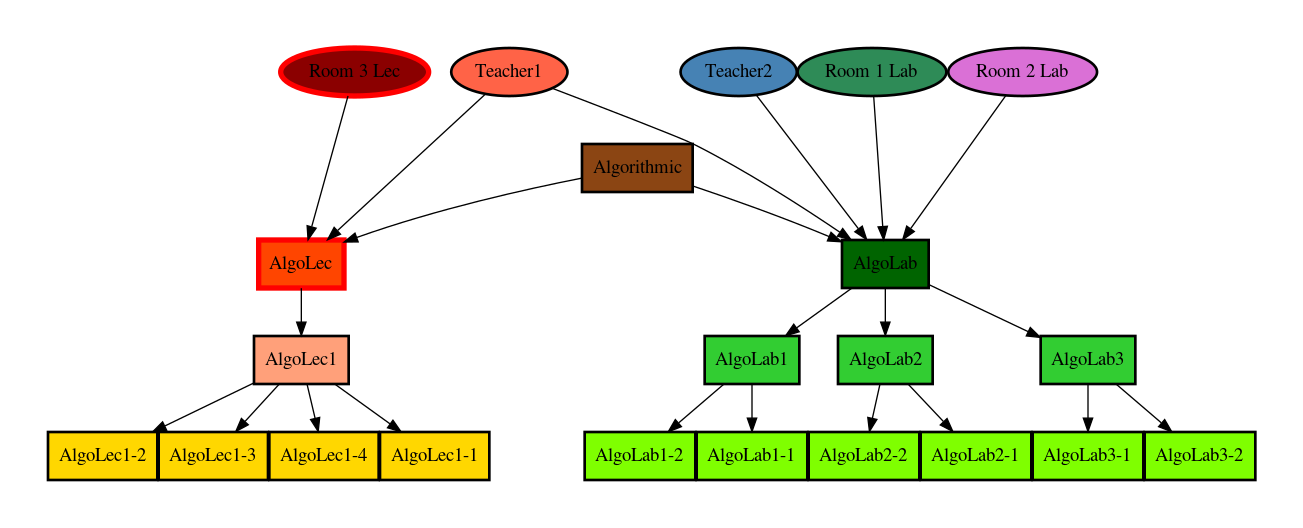 Room 3 Lec
Teacher1
Teacher2
Room 1 Lab
Room 2 Lab
Algorithmic
AlgoLec
AlgoLab
AlgoLec1
AlgoLab1
AlgoLab2
AlgoLab3
AlgoLec1-2
AlgoLec1-3
AlgoLec1-4
AlgoLec1-1
AlgoLab1-2
AlgoLab1-1
AlgoLab2-2
AlgoLab2-1
AlgoLab3-1
AlgoLab3-2